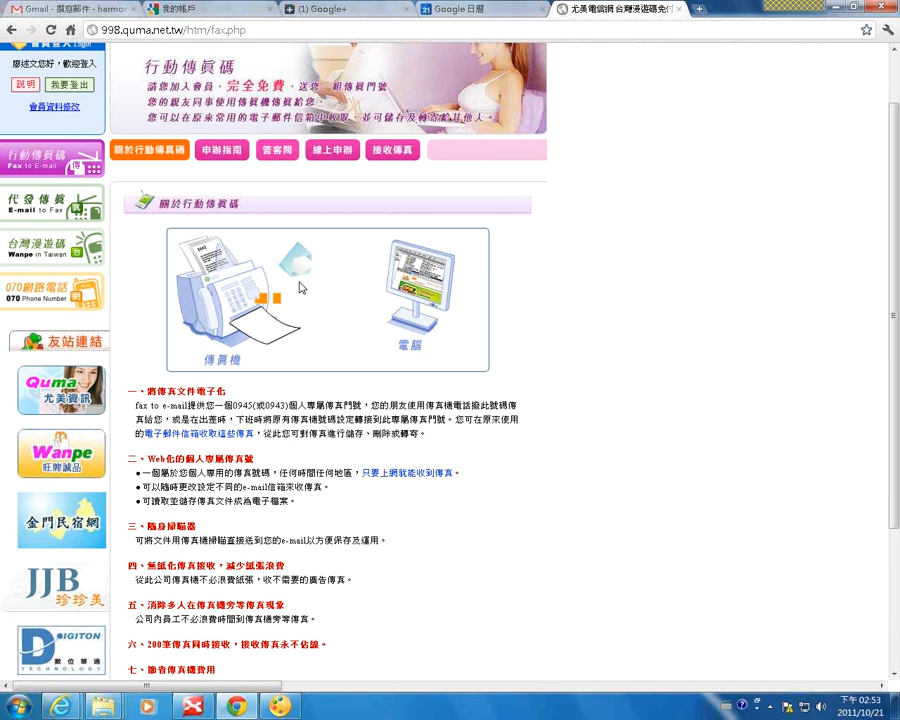 Gmail - 撰寫郵件 - harmor
我的帳戶
(1) Google+
Google 日曆
尤美電信網 台灣漫遊碼免付
998.quma.net.tw/htm/fax.php
會員登入 Login
廖述文您好，歡迎登入
說明
我要登出
會員資料修改
行動傳真碼
Fax to E-mail
代發傳真
E-mail to Fax
台灣漫遊碼
Wanpe in Taiwan
070網路電話
070 Phone Number
友站連結
Quma
尤美資訊
Wanpe
旺牌誠品
金門民宿網
JJB
珍珍美
DIGITON
數位華通
TECHNOLOGY
行動傳真碼
請您加入會員，完全免費，送您一組傳真門號
您的親友同事使用傳真機傳真給您，
您可以在原來常用的電子郵件信箱中收取，並可儲存及轉寄給其他人。
關於行動傳真碼
申辦指南
答客問
線上申辦
接收傳真
關於行動傳真碼
傳真機
電腦
一、將傳真文件電子化
fax to e-mail提供您一個0945(或0943)個人專屬傳真門號，您的朋友使用傳真機電話撥此號碼傳
真給您，或是在出差時，下班時將原有傳真機號碼設定轉接到此專屬傳真門號。您可在原來使用
的電子郵件信箱收取這些傳真，從此您可對傳真進行儲存、刪除或轉寄。
二、Web化的個人專屬傳真號
●一個屬於您個人專用的傳真號碼，任何時間任何地區，只要上網就能收到傳真。
●可以隨時更改設定不同的e-mail信箱來收傳真。
●可讀取並儲存傳真文件成為電子檔案。
三、隨身掃瞄器
可將文件用傳真機掃瞄直接送到您的e-mail以方便保存及運用。
四、無紙化傳真接收，減少紙張浪費
從此公司傳真機不必浪費紙張，收不需要的廣告傳真。
五、消除多人在傳真機旁等傳真現象
公司內員工不必浪費時間到傳真機旁等傳真。
六、200筆傳真同時接收，接收傳真永不佔線。
七、節省傳真機費用
下午 02:53
2011/10/21